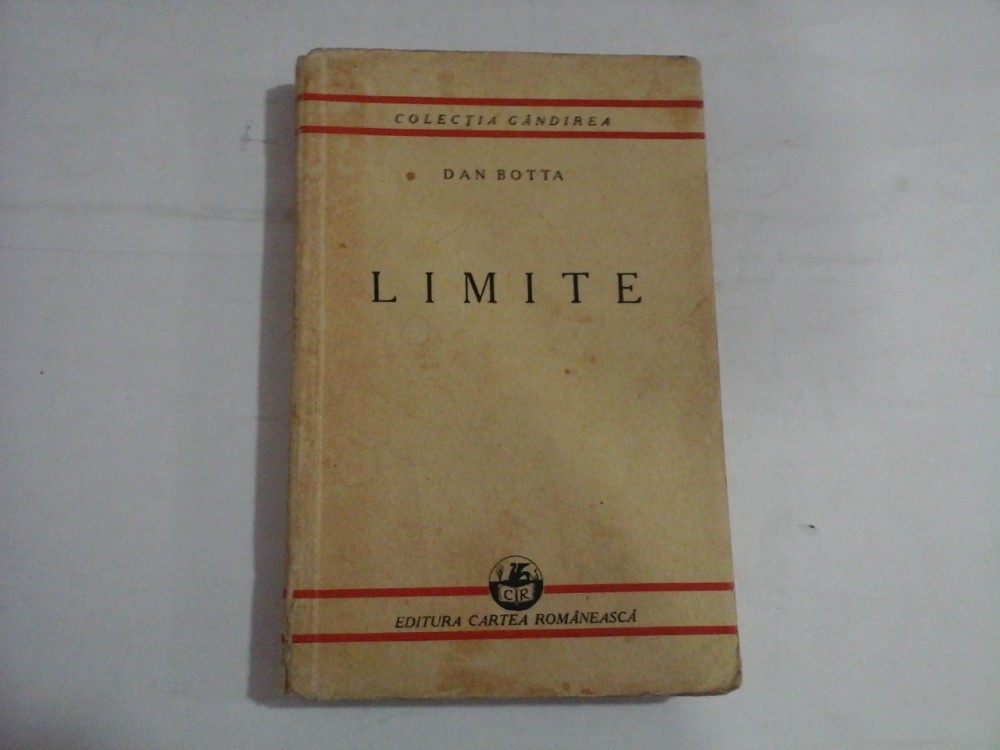 COLECȚIA GÂNDIREA
DAN BOTTA
LIMITE
CR
EDITURA CARTEA ROMÂNEASCĂ